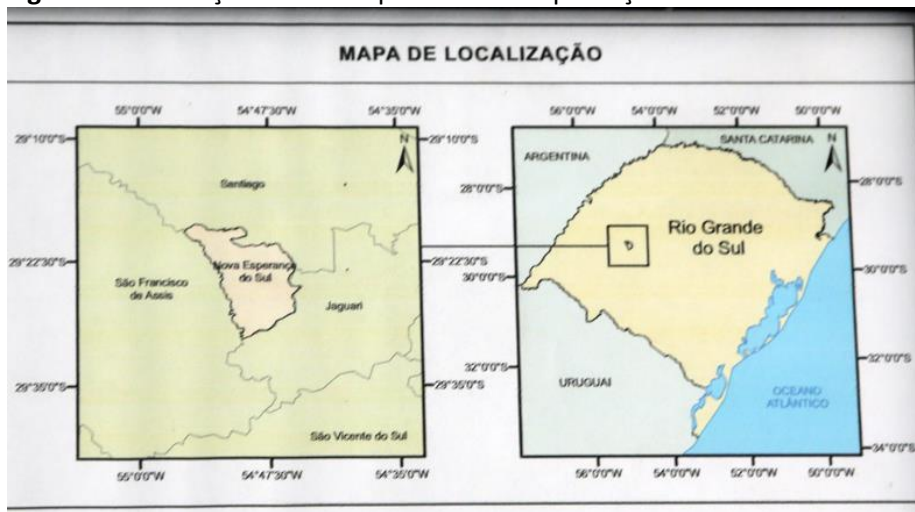 MAPA DE LOCALIZAÇÃO
55°0'0"W 54°47'30"W 54°35'0"W
29°10'0"S 29°10'0"S
N
Santiago
Nova Esperança
do Sul
São Francisco
de Assis
Jaguari
29°22'30"S 29°22'30"S
29°35'0"S 29°35'0"S
São Vicente do Sul
55°0'0"W 54°47'30"W 54°35'0"W
56°0'0"W 54°0'0"W 52°0'0"W 50°0'0"W
SANTA CATARINA
N
ARGENTINA
28°0'0"S 28°0'0"S
Rio Grande
do Sul
30°0'0"S 30°0'0"S
32°0'0"S 32°0'0"S
URUGUAI
OCEANO
ATLÂNTICO
34°0'0"S
56°0'0"W 54°0'0"W 52°0'0"W 50°0'0"W